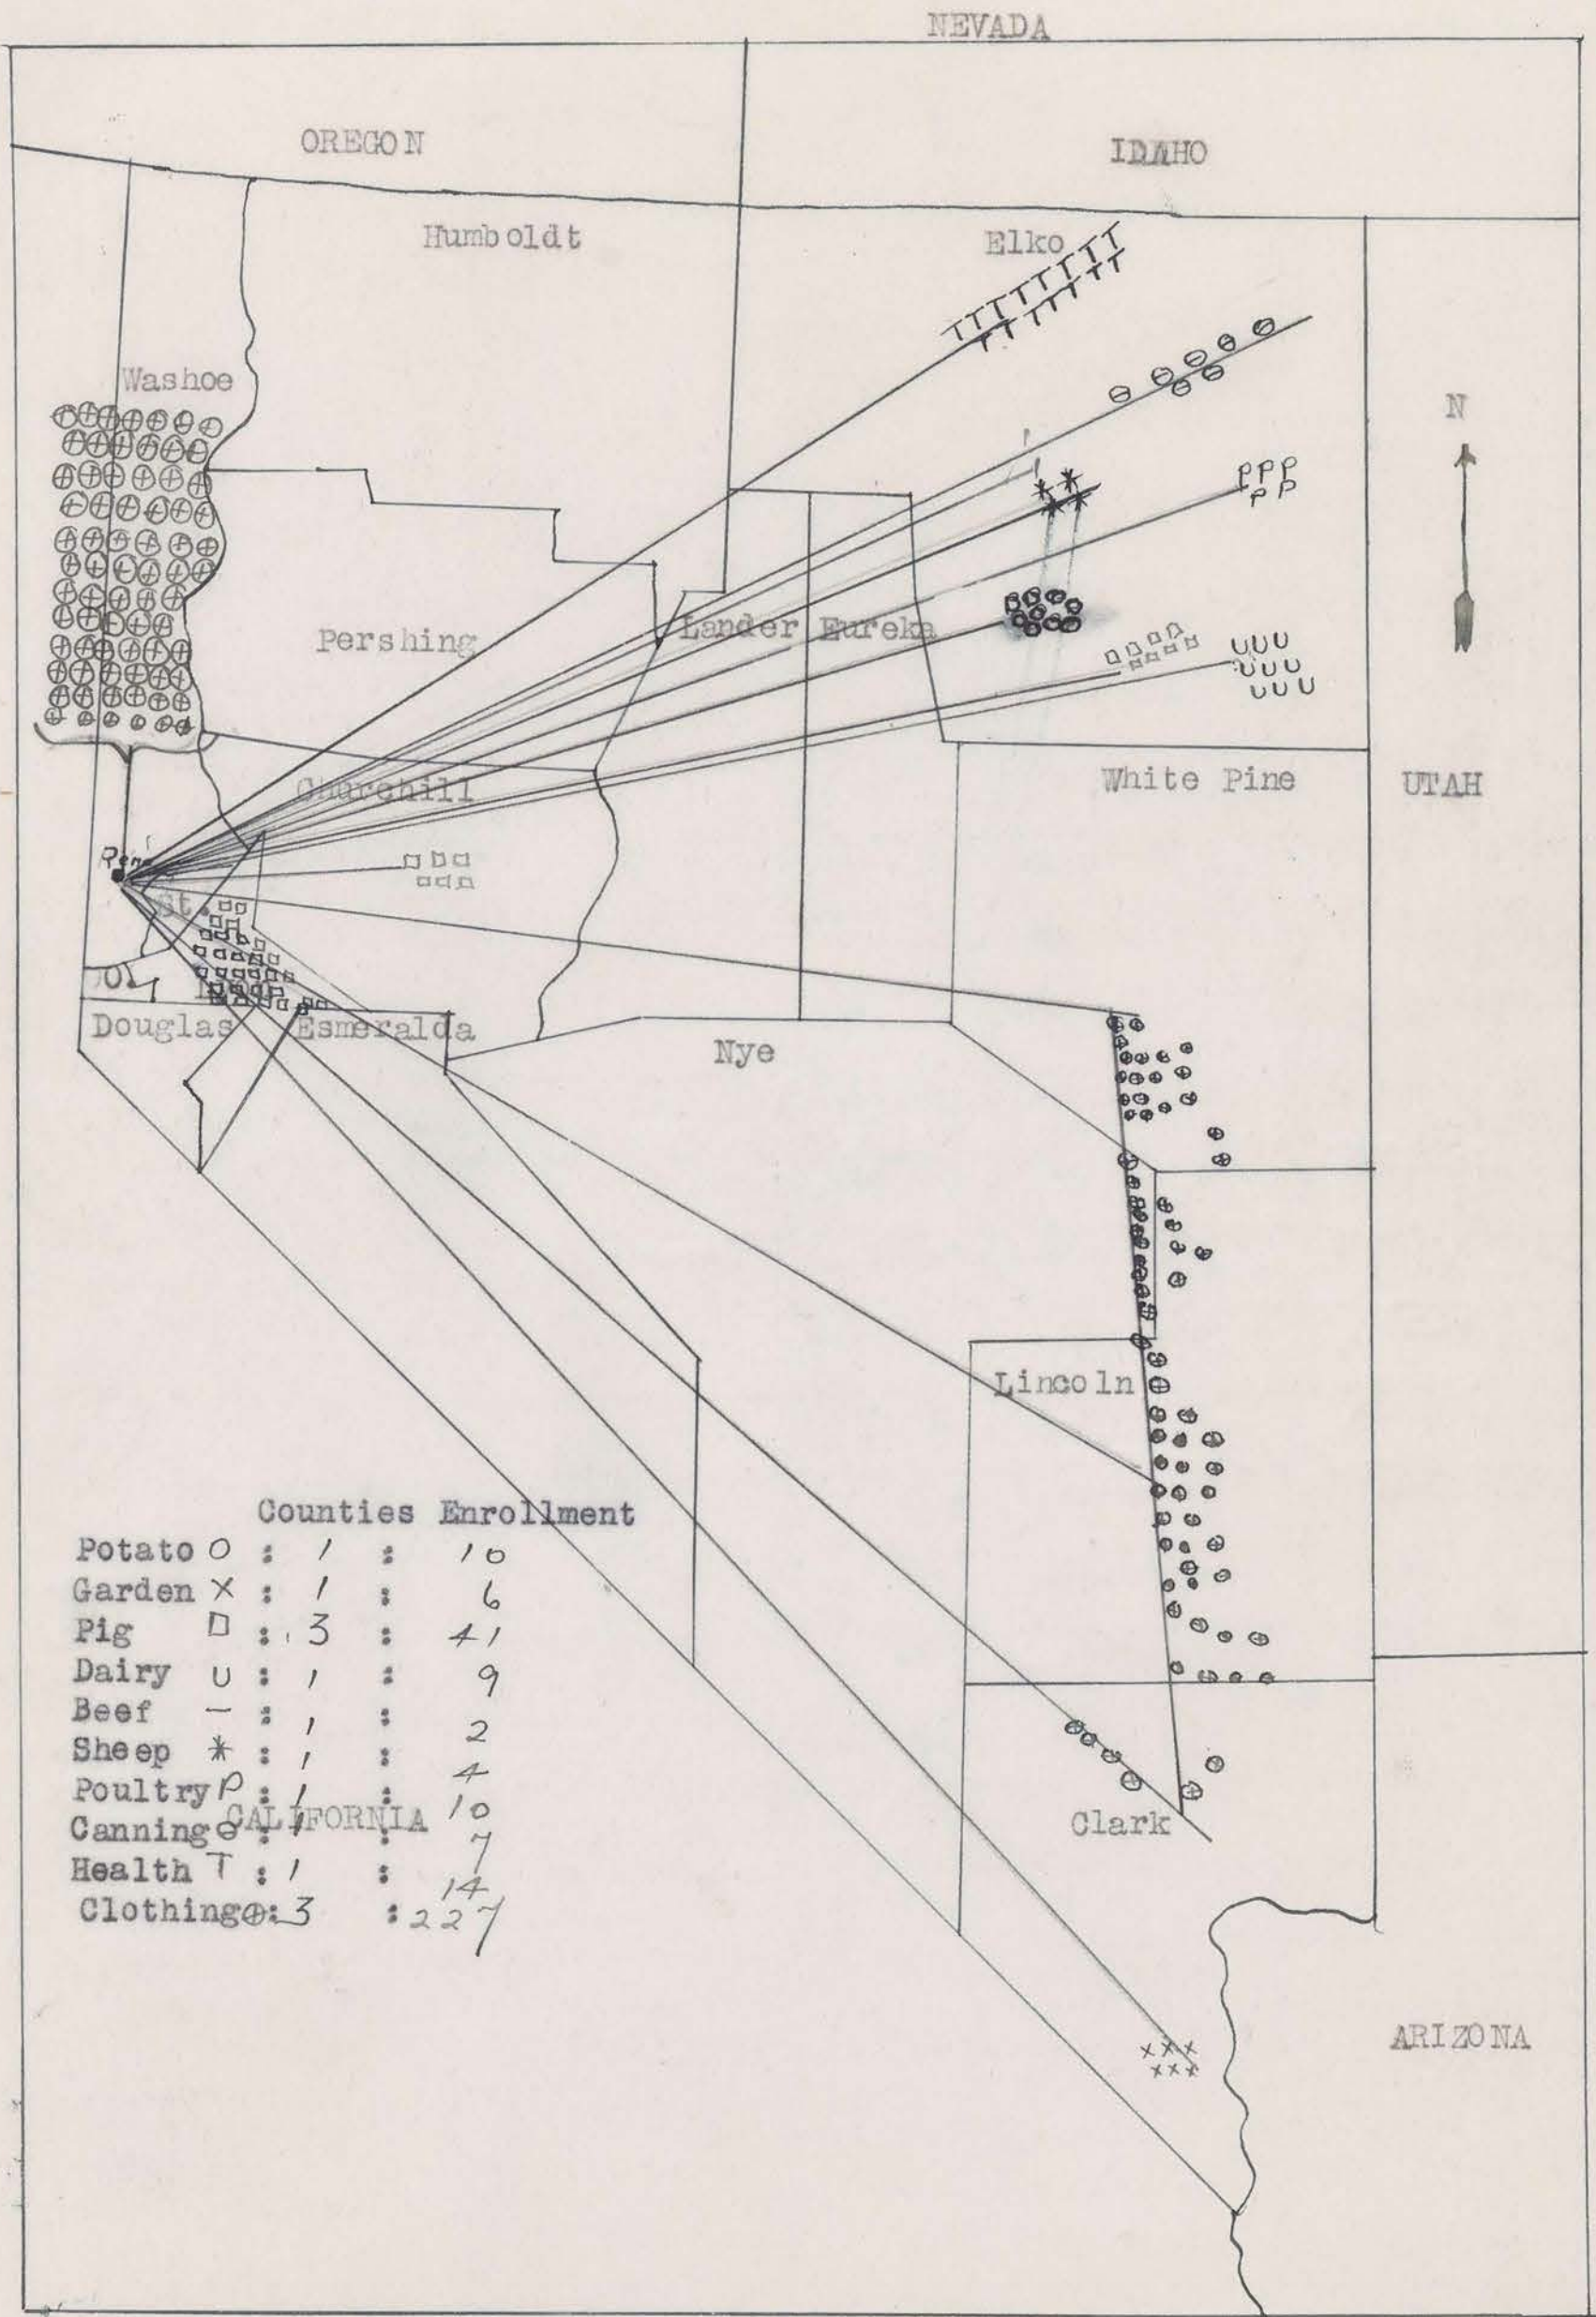 NEVADA
OREGON
IDAHO
Humboldt
Elko
Washoe
N
Pershing
Lander
Eureka
Churchill
White Pine
UTAH
Reno
St.
O.
Douglas
Esmeralda
Nye
Lincoln
Counties Enrollment
Potato O : 1 : 10
Garden X : 1 : 6
Pig □ : 3 : 41
Dairy U : 1 : 9
Beef — : 1 : 2
Sheep * : 1 : 4
Poultry P : 1 : 10
Canning ⊖ : 1 : 7
CALIFORNIA
Health T : 1 : 14
Clothing ⊕ : 3 : 227
Clark
ARIZONA